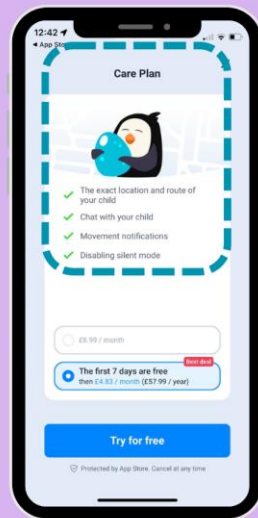 12:42
App Store
Care Plan
The exact location and route of
your child
Chat with your child
Movement notifications
Disabling silent mode
£8.99 / month
Best deal
The first 7 days are free
then £4.83 / month (£57.99 / year)
Try for free
Protected by App Store. Cancel at any time